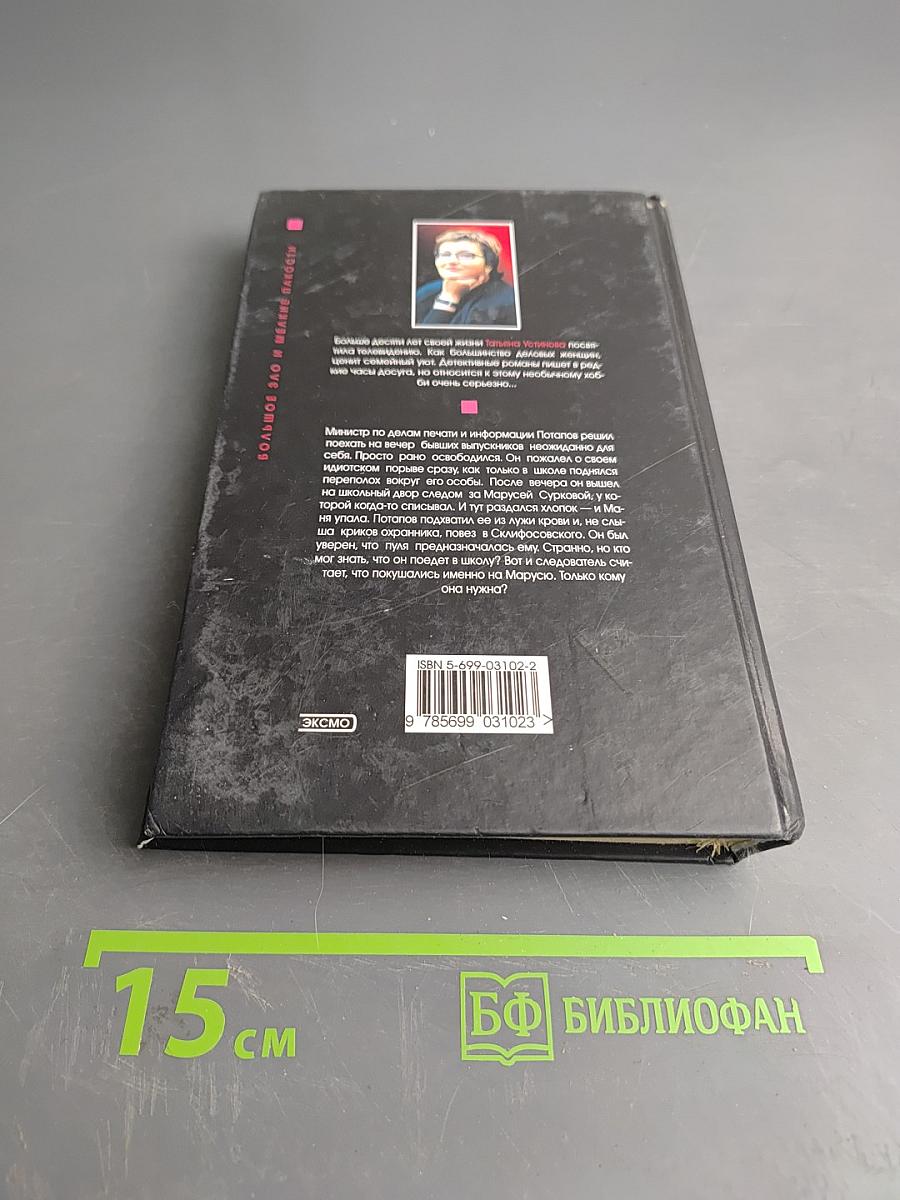 БОЛЬШОЕ ЗЛО И МЕЛКИЕ ПАКОСТИ
Больше десяти лет своей жизни Татьяна Устинова посвя-
тила телевидению. Как большинство деловых женщин,
ценит семейный уют. Детективные романы пишет в ред-
кие часы досуга, но относится к этому необычному хоб-
би очень серьезно...
Министр по делам печати и информации Потапов решил
поехать на вечер бывших выпускников неожиданно для
себя. Просто рано освободился. Он пожалел о своем
идиотском порыве сразу, как только в школе поднялся
переполох вокруг его особы. После вечера он вышел
на школьный двор следом за Марусей Сурковой, у ко-
торой когда-то списывал. И тут раздался хлопок — и Ма-
ня упала. Потапов подхватил ее из лужи крови и, не слы-
ша криков охранника, повез в Склифосовского. Он был
уверен, что пуля предназначалась ему. Странно, но кто
мог знать, что он поедет в школу? Вот и следователь счи-
тает, что покушались именно на Марусю. Только кому
она нужна?
ISBN 5-699-03102-2
9 785699 031023 >
ЭКСМО
15 см
БФ БИБЛИОФАН